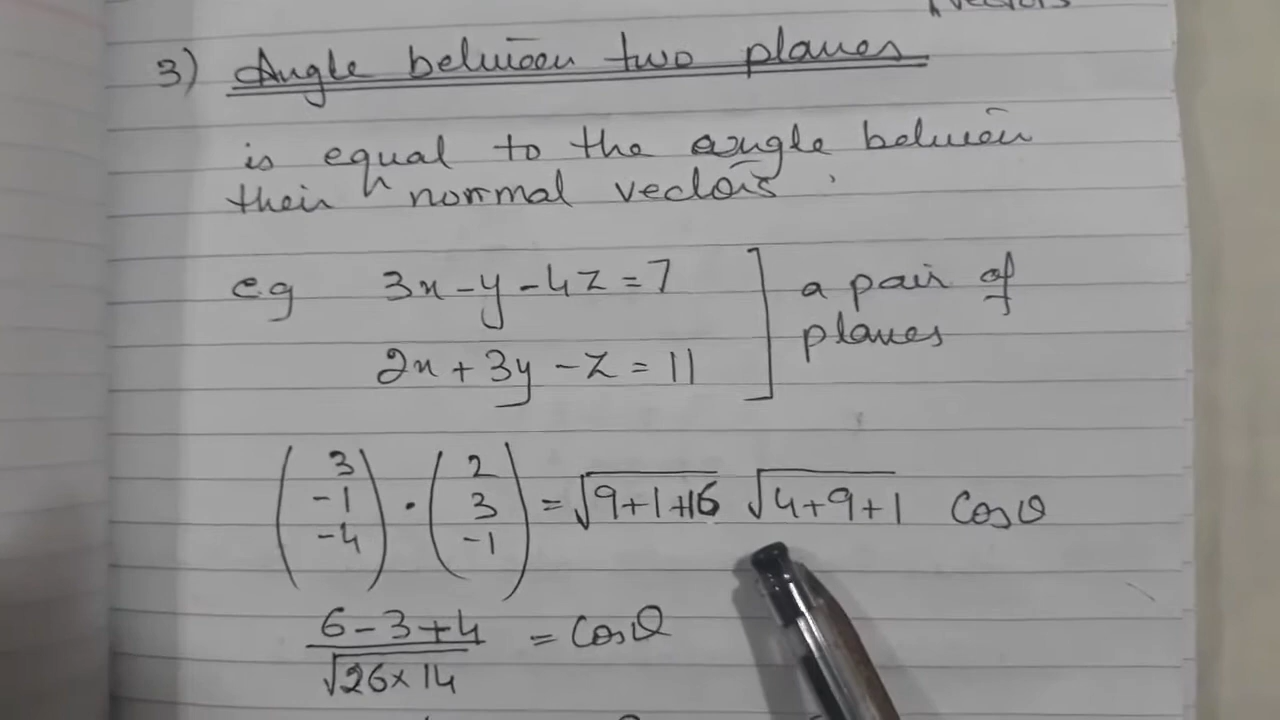 vectors
3) Angle between two planes
is equal to the angle between
their normal vectors.
e.g 3x - y - 4z = 7
2x + 3y - z = 11
a pair of
planes
(3 -1 -4) . (2 3 -1) = √9+1+16 √4+9+1 Cosθ
6-3+4 / √26×14 = Cosθ